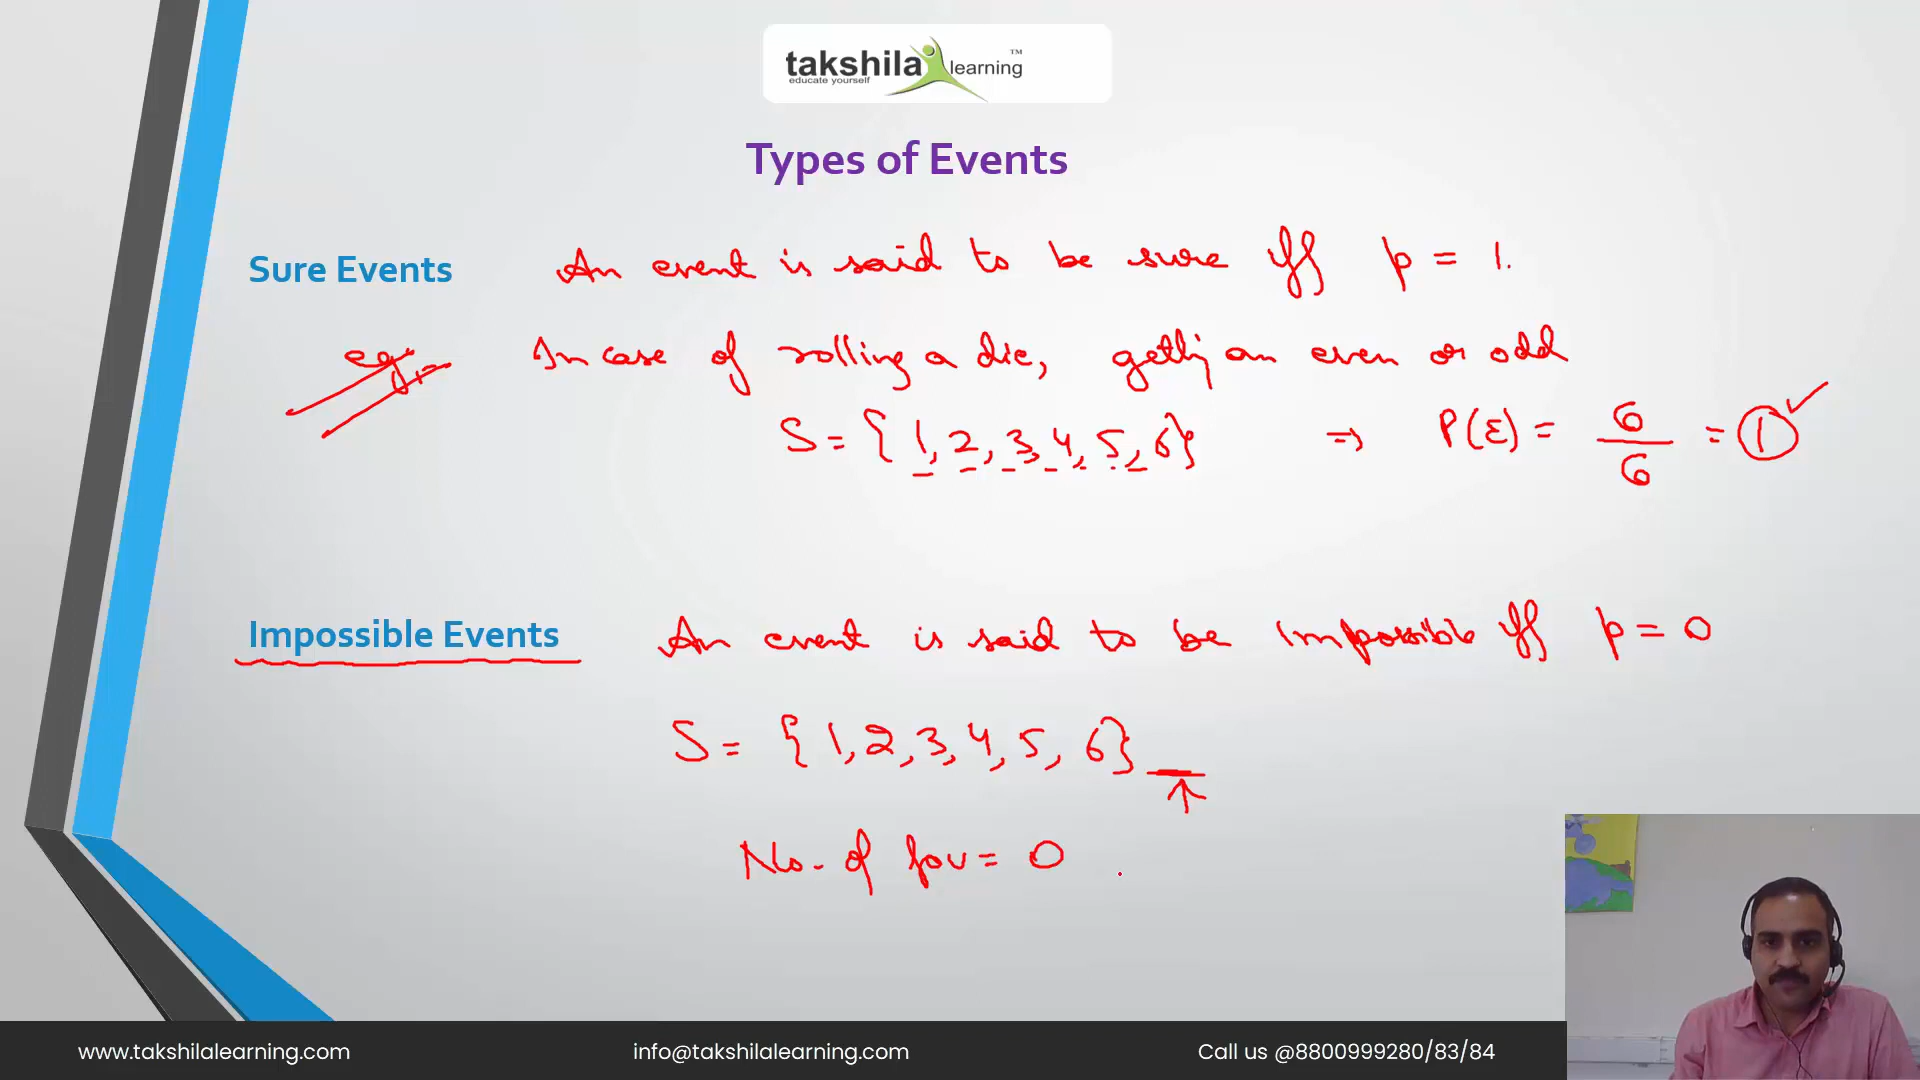 takshila learning ™
educate yourself
Types of Events
Sure Events An event is said to be sure iff p = 1.
eg:- In case of rolling a die, getting an even or odd
S = {1, 2, 3, 4, 5, 6} ⇒ P(E) = 6/6 = 1 ✓
Impossible Events An event is said to be Impossible iff p = 0
S = {1, 2, 3, 4, 5, 6} _ ↑
No. of fav = 0
www.takshilalearning.com info@takshilalearning.com Call us @8800999280/83/84